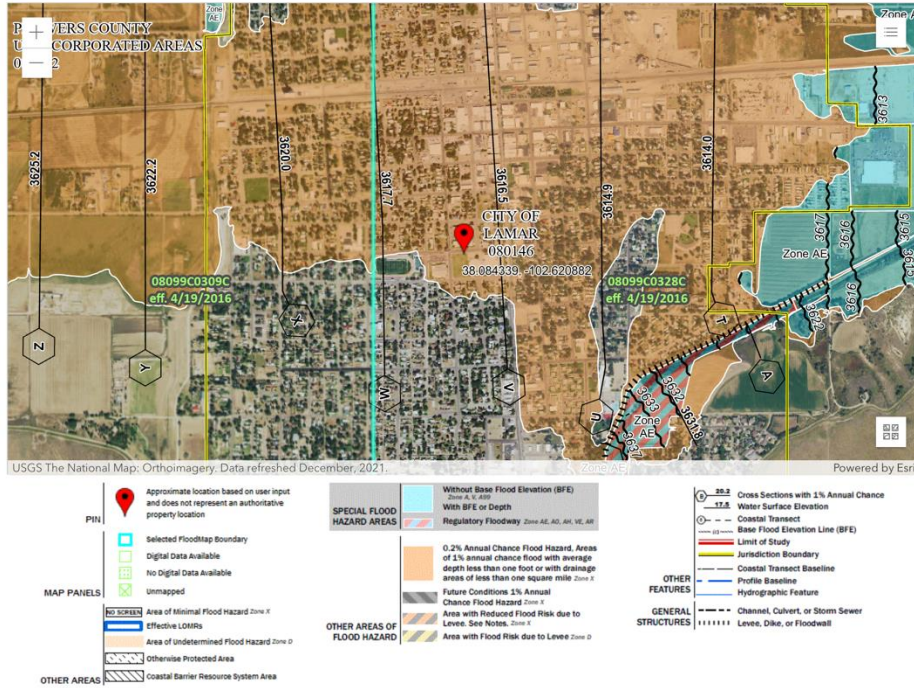 Zone
AE
Zone A
P WERS COUNTY
U CORPORATED AREAS
0 2
3613
3625.2
3622.2
3620.0
3617.7
3616.5
3614.9
3614.0
CITY OF
LAMAR
080146
38.084339, -102.620882
08099C0309C
eff. 4/19/2016
08099C0328C
eff. 4/19/2016
3617
3616
3615
Zone AE
3616
3613
3622
Z
Y
X
W
V
U
T
A
3633
3632
3631.8
Zone
AE
Zone AE
USGS The National Map: Orthoimagery. Data refreshed December, 2021.
Powered by Esri
PIN
Approximate location based on user input
and does not represent an authoritative
property location
MAP PANELS
Selected FloodMap Boundary
Digital Data Available
No Digital Data Available
Unmapped
OTHER AREAS
NO SCREEN Area of Minimal Flood Hazard Zone X
Effective LOMRs
Area of Undetermined Flood Hazard Zone D
Otherwise Protected Area
Coastal Barrier Resource System Area
SPECIAL FLOOD
HAZARD AREAS
Without Base Flood Elevation (BFE)
Zone A, V, A99
With BFE or Depth
Regulatory Floodway Zone AE, AO, AH, VE, AR
OTHER AREAS OF
FLOOD HAZARD
0.2% Annual Chance Flood Hazard, Areas
of 1% annual chance flood with average
depth less than one foot or with drainage
areas of less than one square mile Zone X
Future Conditions 1% Annual
Chance Flood Hazard Zone X
Area with Reduced Flood Risk due to
Levee. See Notes. Zone X
Area with Flood Risk due to Levee Zone D
OTHER
FEATURES
20.2 Cross Sections with 1% Annual Chance
17.5 Water Surface Elevation
Coastal Transect
Base Flood Elevation Line (BFE)
Limit of Study
Jurisdiction Boundary
Coastal Transect Baseline
Profile Baseline
Hydrographic Feature
GENERAL
STRUCTURES
Channel, Culvert, or Storm Sewer
Levee, Dike, or Floodwall